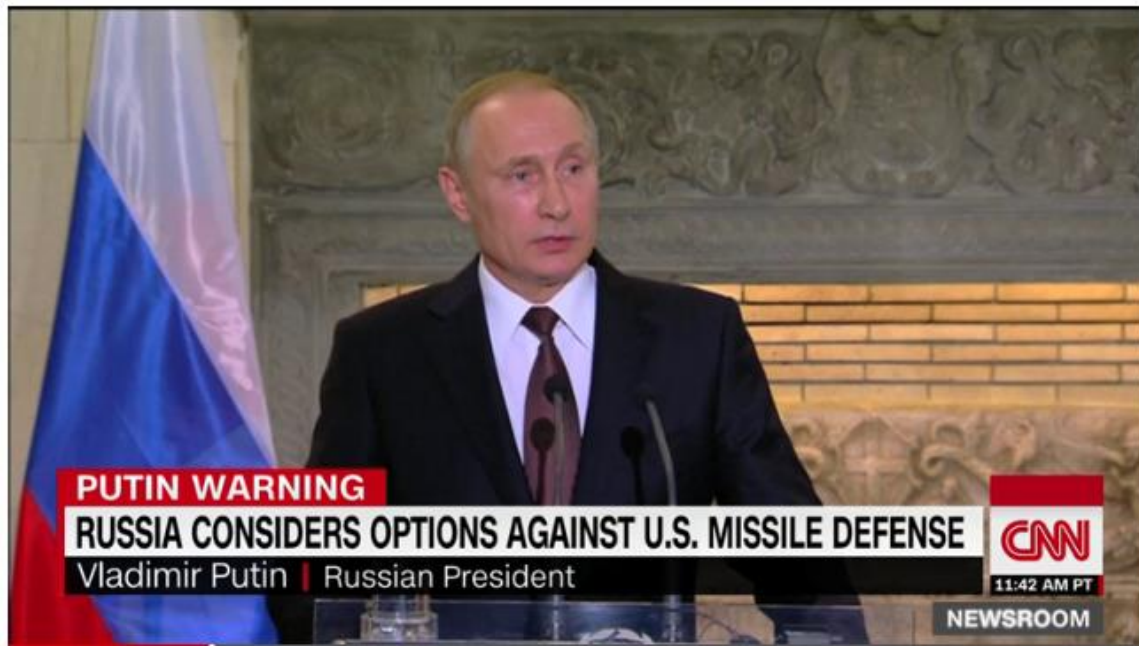 PUTIN WARNING
RUSSIA CONSIDERS OPTIONS AGAINST U.S. MISSILE DEFENSE
Vladimir Putin | Russian President
CNN
11:42 AM PT
NEWSROOM